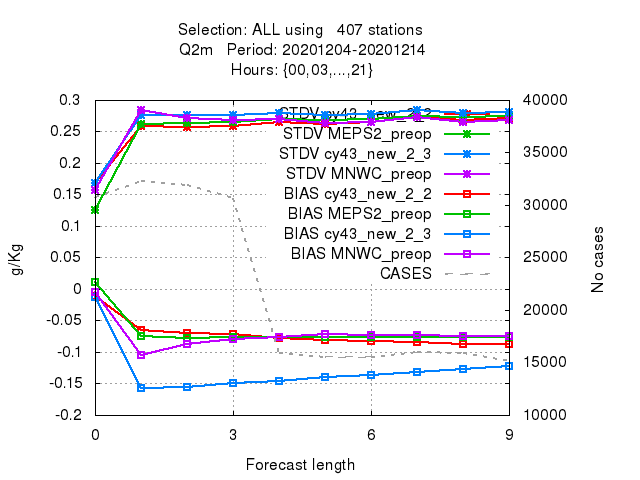 Selection: ALL using   407 stations
Q2m   Period: 20201204-20201214
Hours: {00,03,...,21}
0.3
0.25
0.2
0.15
0.1
0.05
0
-0.05
-0.1
-0.15
-0.2
g/Kg
STDV cy43_new_2_2
STDV MEPS2_preop
STDV cy43_new_2_3
STDV MNWC_preop
BIAS cy43_new_2_2
BIAS MEPS2_preop
BIAS cy43_new_2_3
BIAS MNWC_preop
CASES
40000
35000
30000
25000
20000
15000
10000
No cases
0 3 6 9
Forecast length